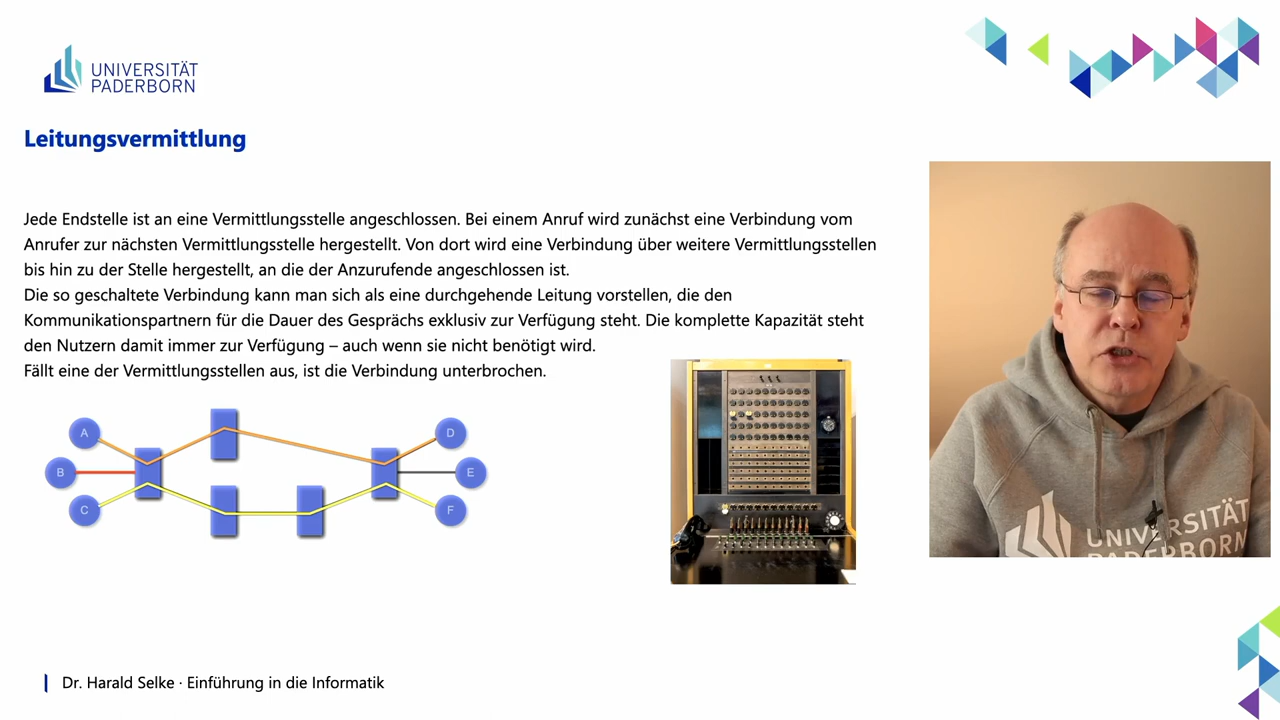 UNIVERSITÄT
PADERBORN
Leitungsvermittlung
Jede Endstelle ist an eine Vermittlungsstelle angeschlossen. Bei einem Anruf wird zunächst eine Verbindung vom
Anrufer zur nächsten Vermittlungsstelle hergestellt. Von dort wird eine Verbindung über weitere Vermittlungsstellen
bis hin zu der Stelle hergestellt, an die der Anzurufende angeschlossen ist.
Die so geschaltete Verbindung kann man sich als eine durchgehende Leitung vorstellen, die den
Kommunikationspartnern für die Dauer des Gesprächs exklusiv zur Verfügung steht. Die komplette Kapazität steht
den Nutzern damit immer zur Verfügung – auch wenn sie nicht benötigt wird.
Fällt eine der Vermittlungsstellen aus, ist die Verbindung unterbrochen.
A
D
B
E
C
F
UNIVERSITÄT
PADERBORN
Dr. Harald Selke · Einführung in die Informatik